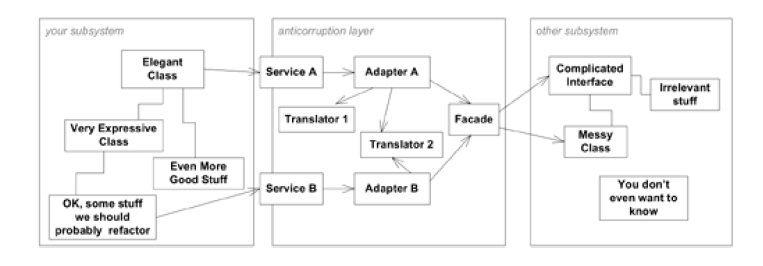 your subsystem
anticorruption layer
other subsystem
Elegant
Class
Service A
Adapter A
Complicated
Interface
Irrelevant
stuff
Translator 1
Facade
Very Expressive
Class
Translator 2
Messy
Class
Even More
Good Stuff
Service B
Adapter B
OK, some stuff
we should
probably refactor
You don't
even want to
know